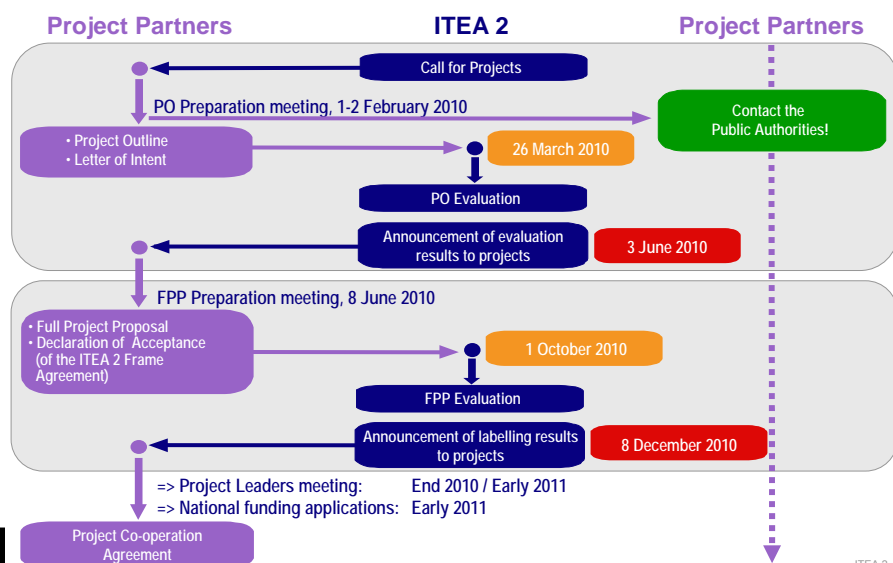 Project Partners
ITEA 2
Project Partners
Call for Projects
PO Preparation meeting, 1-2 February 2010
Contact the
Public Authorities!
• Project Outline
• Letter of Intent
26 March 2010
PO Evaluation
Announcement of evaluation
results to projects
3 June 2010
FPP Preparation meeting, 8 June 2010
• Full Project Proposal
• Declaration of Acceptance
(of the ITEA 2 Frame
Agreement)
1 October 2010
FPP Evaluation
Announcement of labelling results
to projects
8 December 2010
=> Project Leaders meeting: End 2010 / Early 2011
=> National funding applications: Early 2011
Project Co-operation
Agreement
ITEA 2